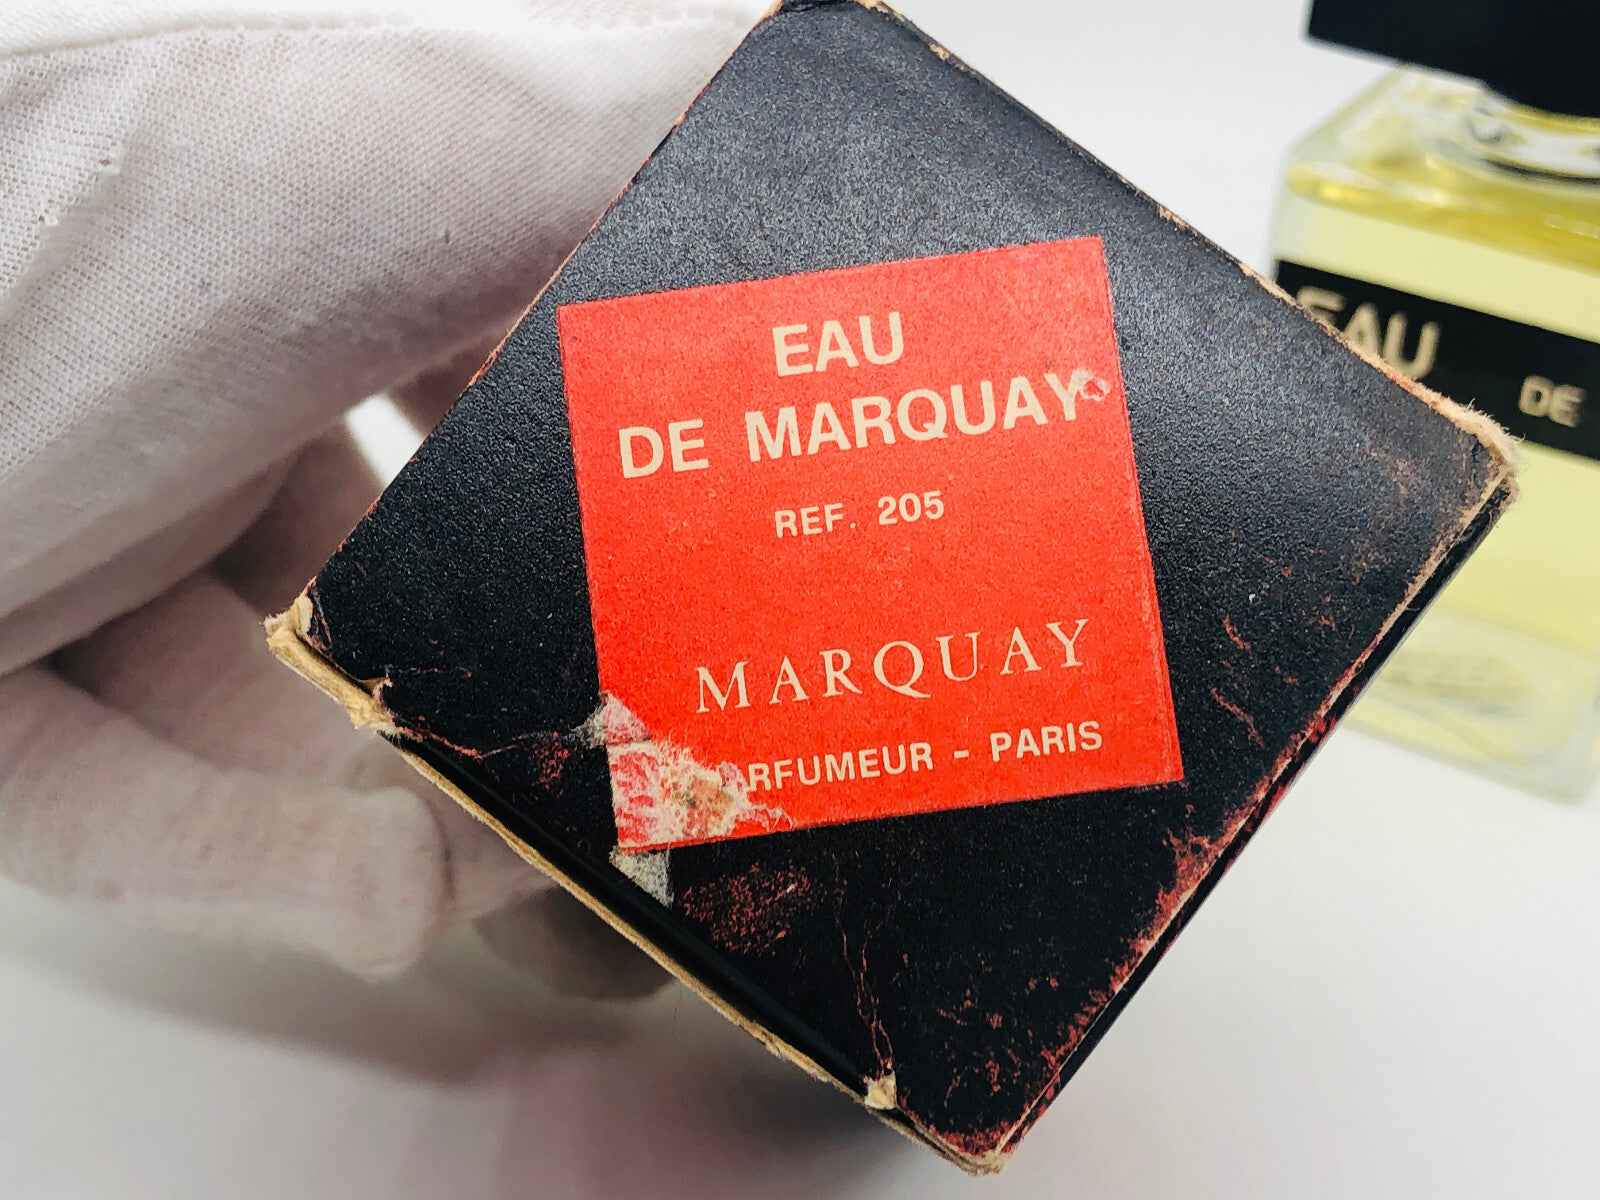 EAU
DE MARQUAY
REF. 205
MARQUAY
RFUMEUR - PARIS
EAU DE